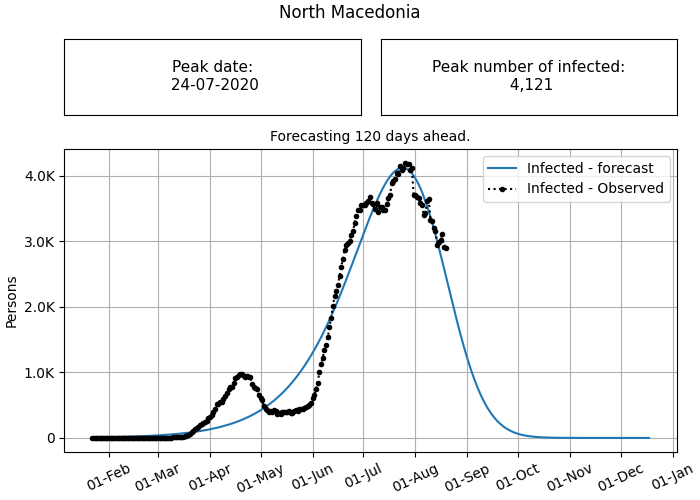 North Macedonia
Peak date:
24-07-2020
Peak number of infected:
4,121
Forecasting 120 days ahead.
Infected - forecast
Infected - Observed
4.0K
3.0K
2.0K
1.0K
0
Persons
01-Feb
01-Mar
01-Apr
01-May
01-Jun
01-Jul
01-Aug
01-Sep
01-Oct
01-Nov
01-Dec
01-Jan